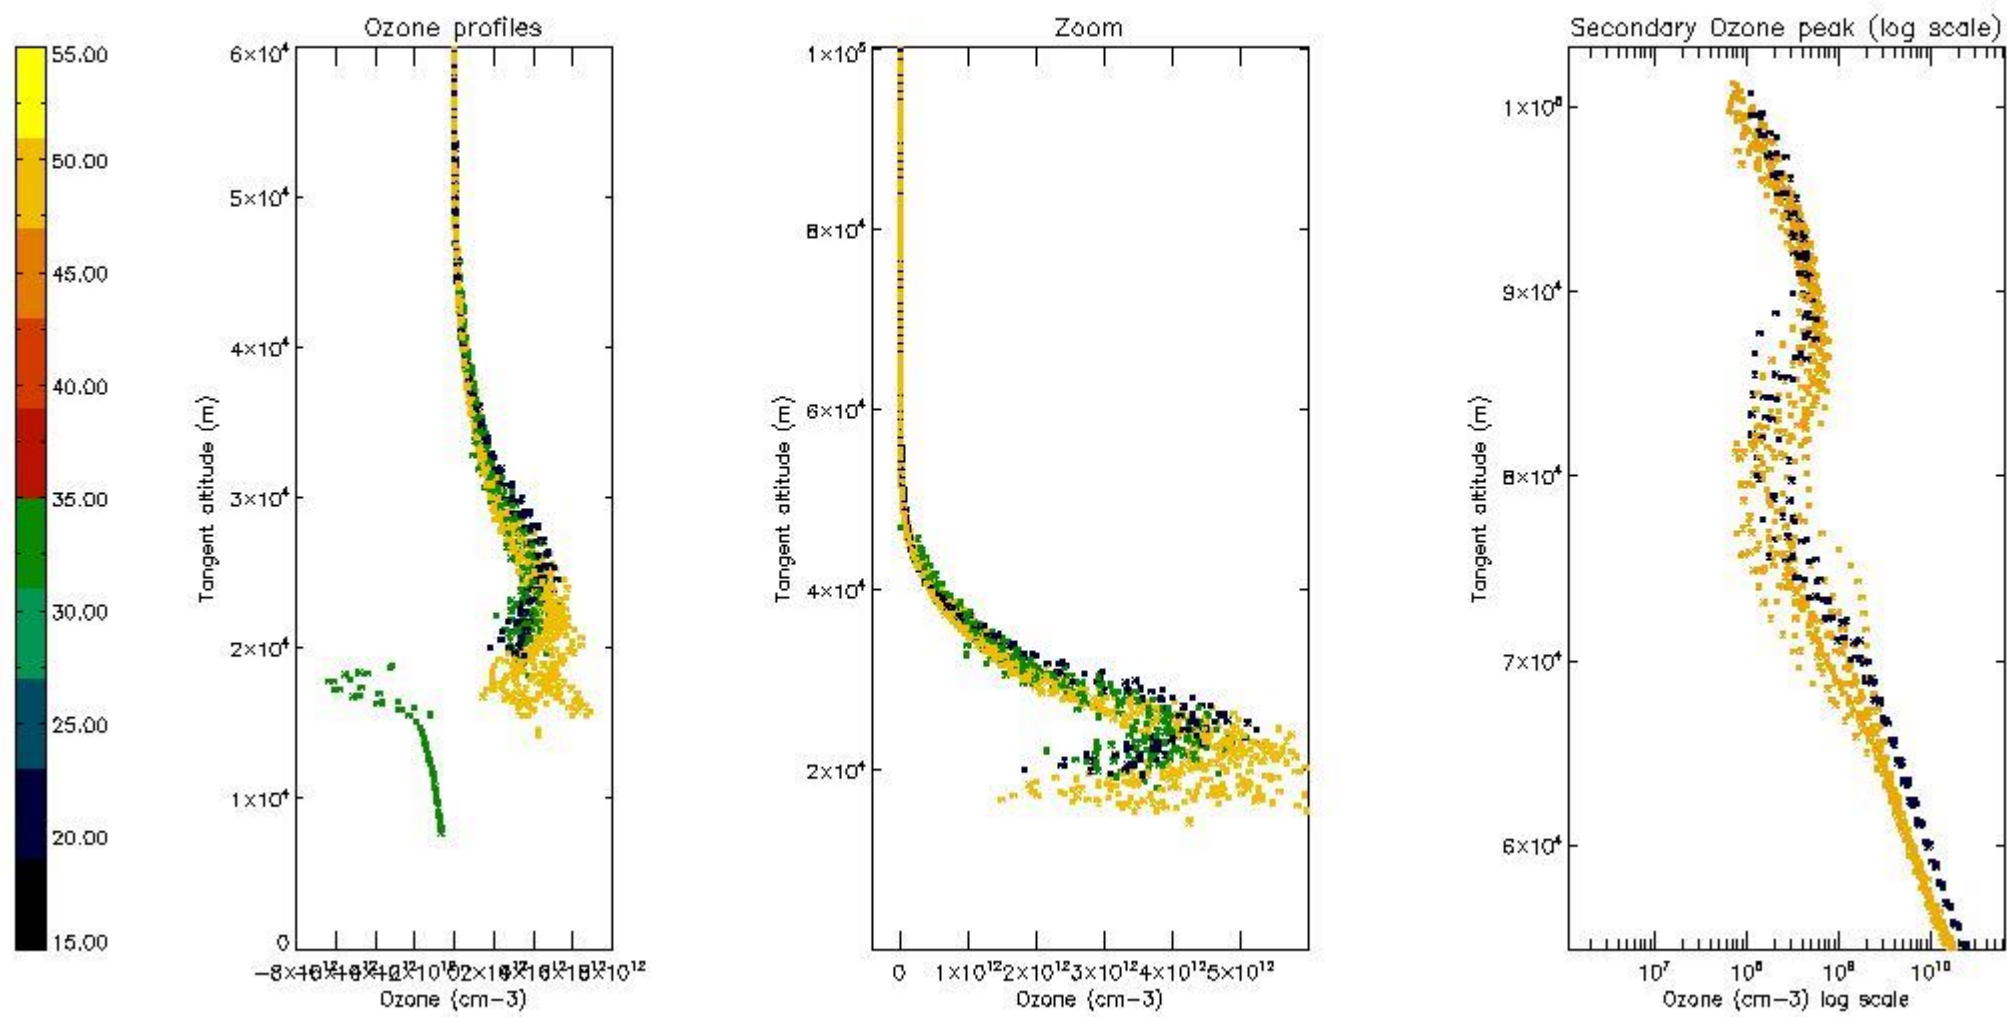 Ozone profiles
Zoom
Secondary Ozone peak (log scale)
55.00
50.00
45.00
40.00
35.00
30.00
25.00
20.00
15.00
6×10⁴
5×10⁴
4×10⁴
3×10⁴
2×10⁴
1×10⁴
0
Tangent altitude (m)
Ozone (cm−3)
1×10⁵
8×10⁴
6×10⁴
4×10⁴
2×10⁴
Tangent altitude (m)
0 1×10¹² 2×10¹² 3×10¹² 4×10¹² 5×10¹²
Ozone (cm−3)
9×10⁴
8×10⁴
7×10⁴
6×10⁴
Tangent altitude (m)
10⁷ 10⁸ 10⁹ 10¹⁰
Ozone (cm−3) log scale